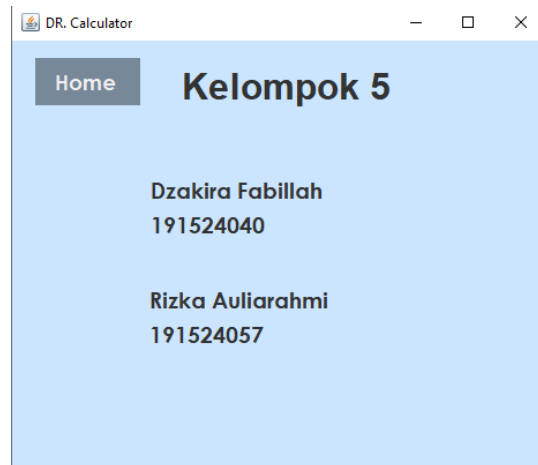 DR. Calculator
Home
Kelompok 5
Dzakira Fabillah
191524040
Rizka Auliarahmi
191524057